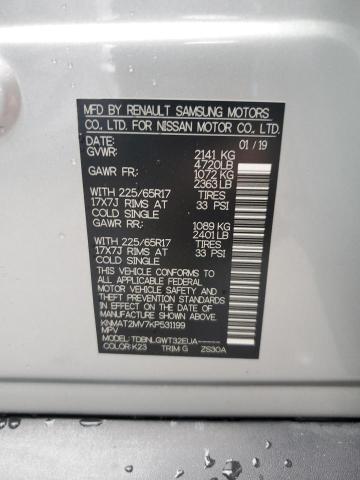 MFD BY RENAULT SAMSUNG MOTORS
CO., LTD. FOR NISSAN MOTOR CO., LTD.
DATE: 01/19
GVWR: 2141 KG
4720LB
GAWR FR: 1072 KG
2363 LB
WITH 225/65R17 TIRES
17X7J RIMS AT 33 PSI
COLD SINGLE
GAWR RR: 1089 KG
2401 LB
WITH 225/65R17 TIRES
17X7J RIMS AT 33 PSI
COLD SINGLE
THIS VEHICLE CONFORMS TO
ALL APPLICABLE FEDERAL
MOTOR VEHICLE SAFETY
AND THEFT PREVENTION
STANDARDS IN EFFECT ON THE
DATE OF MANUFACTURE
SHOWN ABOVE.
KNMAT2MV7KP531199
MPV
MODEL: TDBNLGWT32EUA-----
COLOR: K23 TRIM G ZS30A